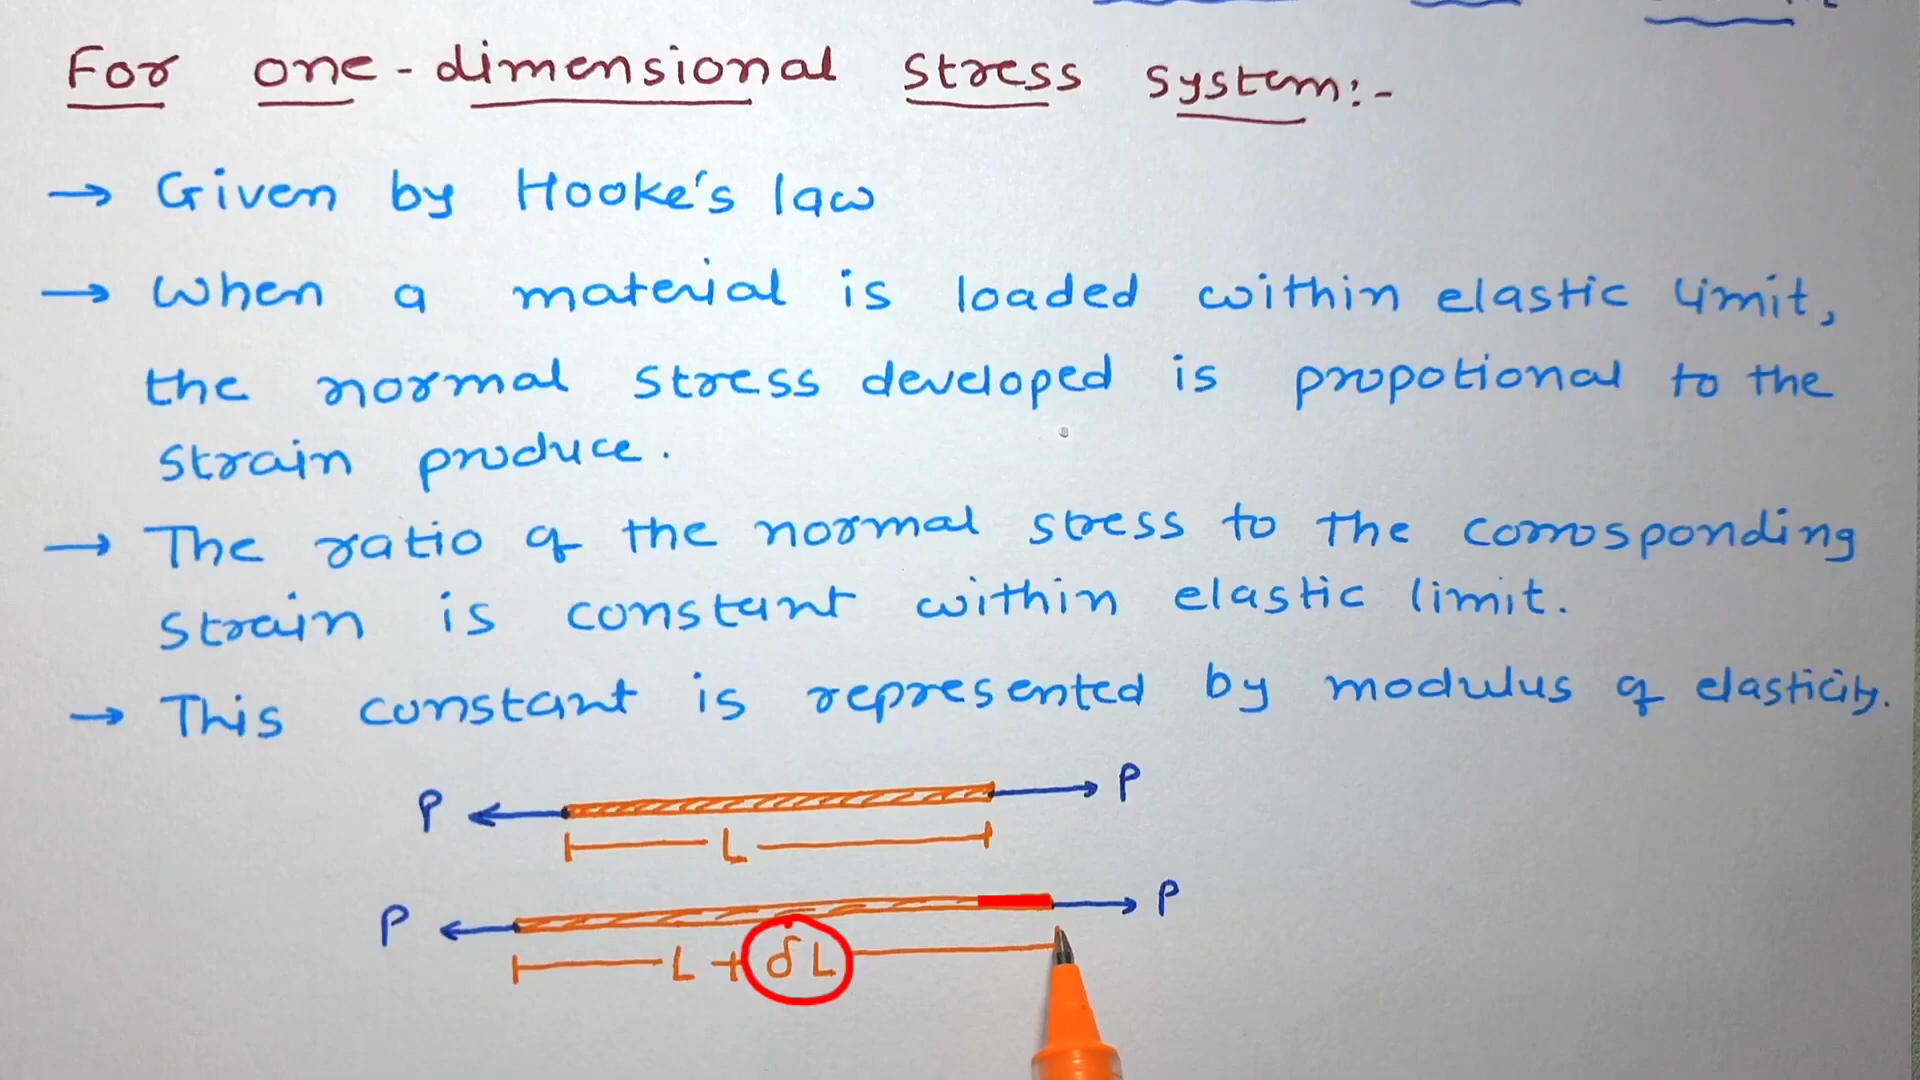 For one-dimensional stress system:-
→ Given by Hooke's law
→ When a material is loaded within elastic limit,
the normal stress developed is propotional to the
strain produce.
→ The ratio of the normal stress to the corrosponding
strain is constant within elastic limit.
→ This constant is represented by modulus of elasticity.
P P
L
P P
L + δL